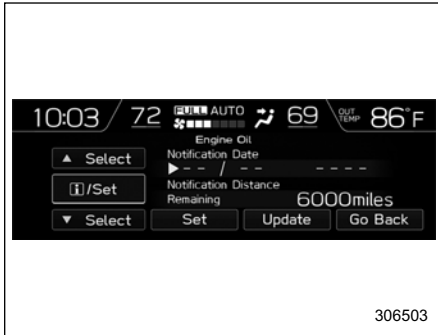 10:03 / 72 FULL AUTO 69 OUT TEMP 86°F
Engine Oil
▲ Select
Notification Date
▶-- / -- ----
i/Set
Notification Distance
Remaining 6000miles
▼ Select Set Update Go Back
306503